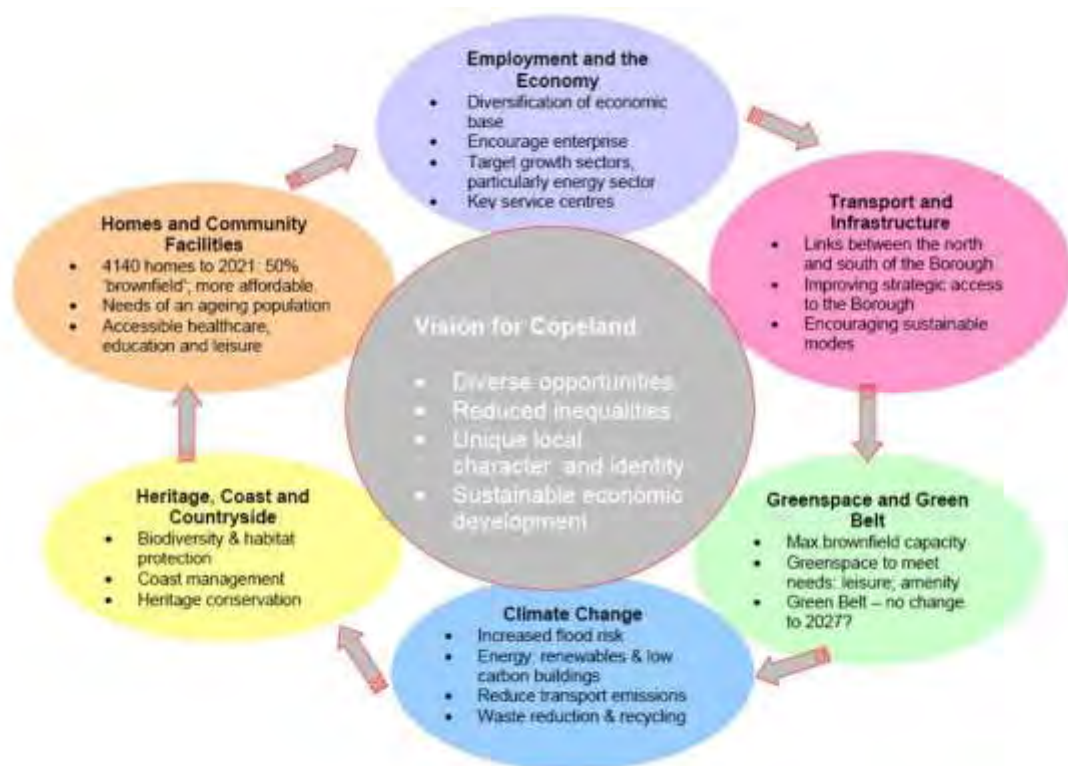 Employment and the
Economy
• Diversification of economic
base
• Encourage enterprise
• Target growth sectors,
particularly energy sector
• Key service centres
Transport and
Infrastructure
• Links between the north
and south of the Borough
• Improving strategic access
to the Borough
• Encouraging sustainable
modes
Greenspace and Green
Belt
• Max brownfield capacity
• Greenspace to meet
needs: leisure; amenity
• Green Belt – no change
to 2027?
Climate Change
• Increased flood risk
• Energy: renewables & low
carbon buildings
• Reduce transport emissions
• Waste reduction & recycling
Heritage, Coast and
Countryside
• Biodiversity & habitat
protection
• Coast management
• Heritage conservation
Homes and Community
Facilities
• 4140 homes to 2021: 50%
'brownfield'; more affordable
• Needs of an ageing population
• Accessible healthcare,
education and leisure
Vision for Copeland
• Diverse opportunities
• Reduced inequalities
• Unique local
character and identity
• Sustainable economic
development